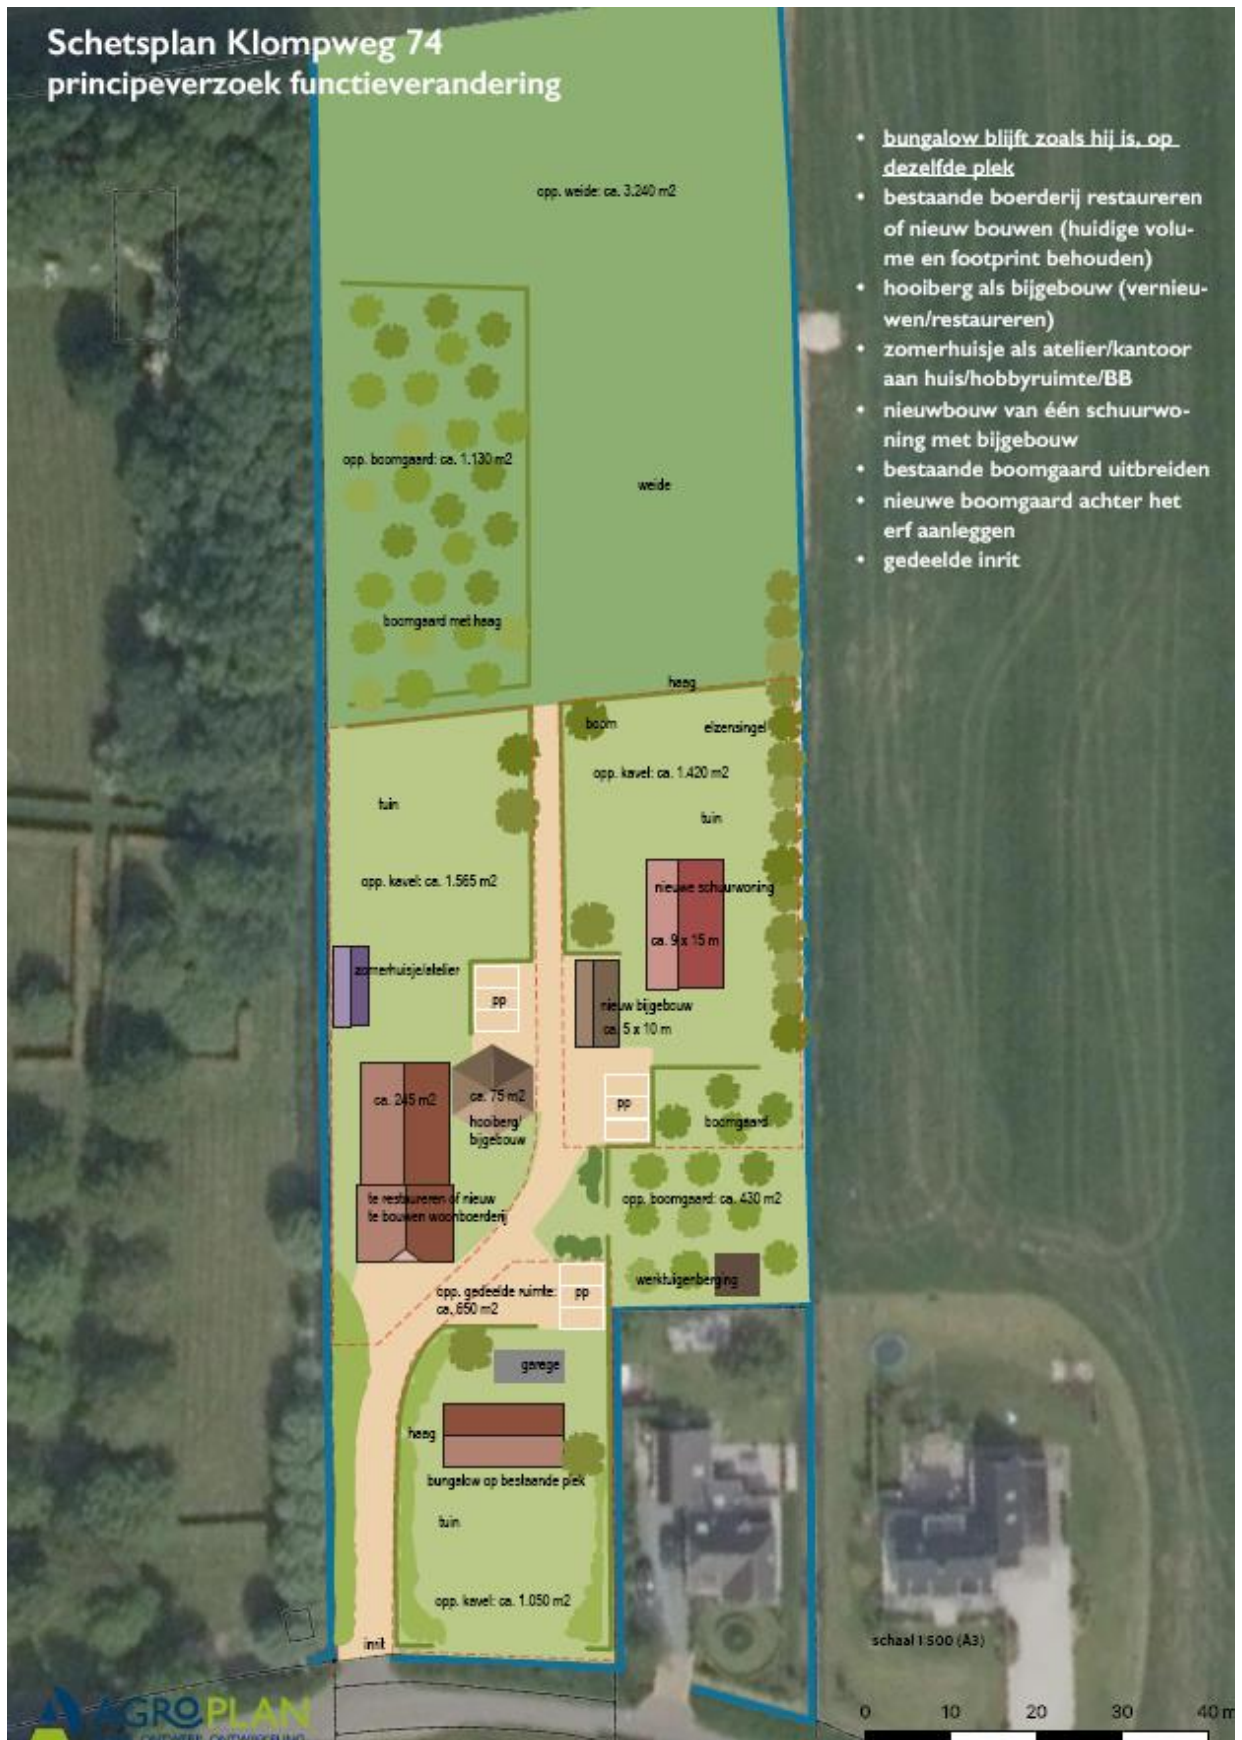 Schetsplan Klompweg 74
principeverzoek functieverandering
• bungalow blijft zoals hij is, op
dezelfde plek
• bestaande boerderij restaureren
of nieuw bouwen (huidige volu-
me en footprint behouden)
• hooiberg als bijgebouw (vernieu-
wen/restaureren)
• zomerhuisje als atelier/kantoor
aan huis/hobbyruimte/BB
• nieuwbouw van één schuurwo-
ning met bijgebouw
• bestaande boomgaard uitbreiden
• nieuwe boomgaard achter het
erf aanleggen
• gedeelde inrit
opp. weide: ca. 3.240 m2
opp. boomgaard: ca. 1.130 m2
weide
boomgaard met haag
haag
boom
elzensingel
opp. kavel: ca. 1.420 m2
tuin
tuin
opp. kavel: ca. 1.565 m2
nieuwe schuurwoning
ca. 9 x 15 m
zomerhuisje/atelier
pp
nieuw bijgebouw
ca. 5 x 10 m
ca. 245 m2
ca. 75 m2
hooiberg/
bijgebouw
pp
boomgaard
te restaureren of nieuw
te bouwen woonboerderij
opp. boomgaard: ca. 430 m2
werktuigenberging
opp. gedeelde ruimte:
ca. 650 m2
pp
garage
haag
bungalow op bestaande plek
tuin
opp. kavel: ca. 1.050 m2
inrit
schaal 1:500 (A3)
AGROPLAN
ONTWERP ONTWIKKELING
0 10 20 30 40 m